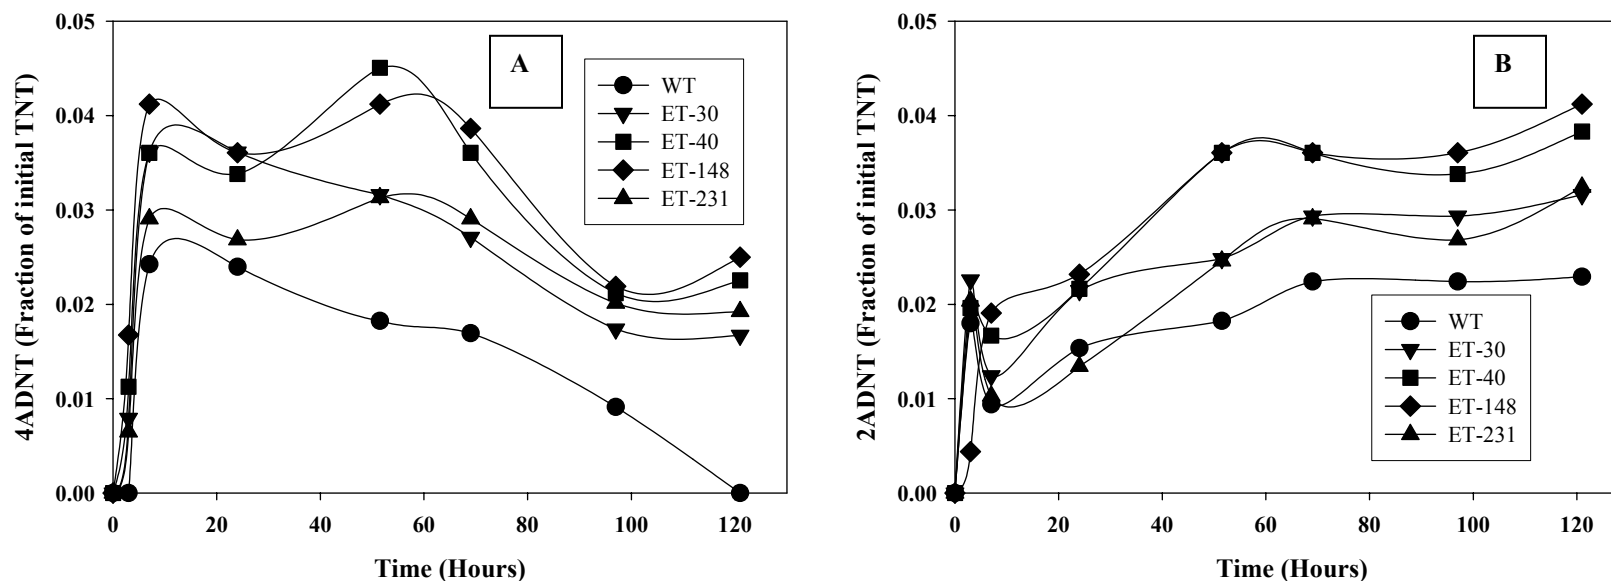 A
4ADNT (Fraction of initial TNT)
0.05
0.04
0.03
0.02
0.01
0.00
WT
ET-30
ET-40
ET-148
ET-231
0 20 40 60 80 100 120
Time (Hours)
B
2ADNT (Fraction of initial TNT)
0.05
0.04
0.03
0.02
0.01
0.00
WT
ET-30
ET-40
ET-148
ET-231
0 20 40 60 80 100 120
Time (Hours)